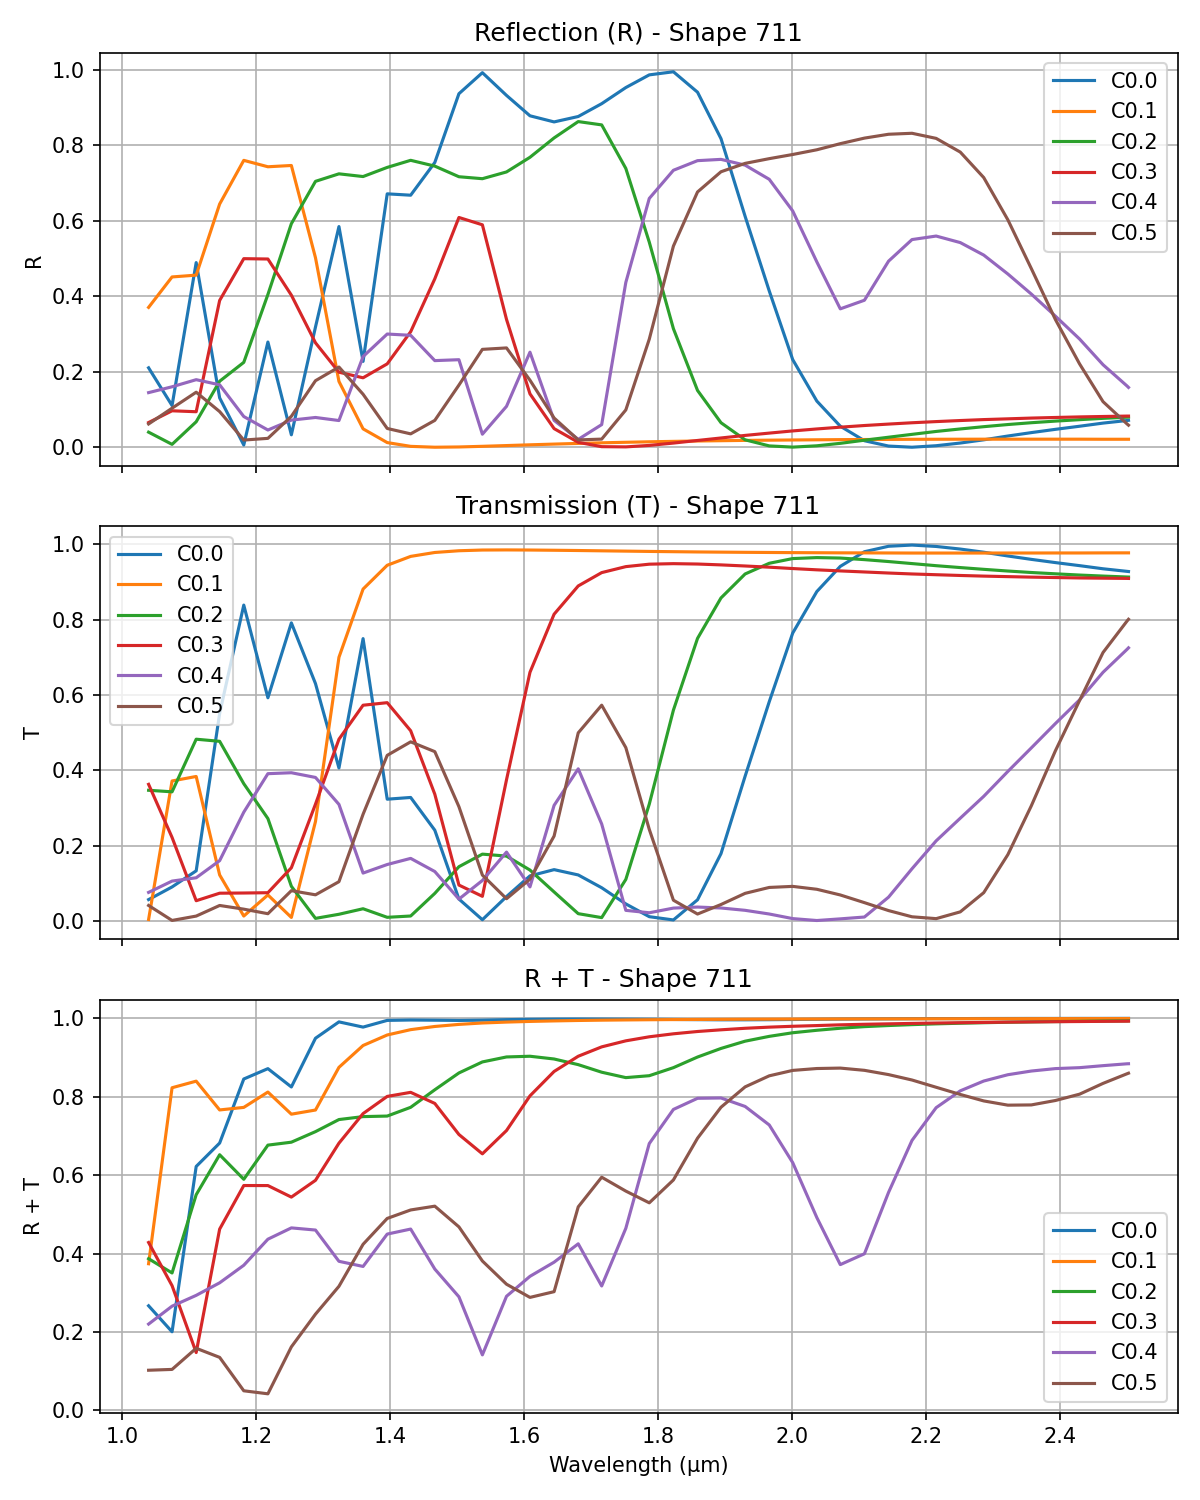 Reflection (R) - Shape 711
1.0
0.8
0.6
0.4
0.2
0.0
R
C0.0
C0.1
C0.2
C0.3
C0.4
C0.5
Transmission (T) - Shape 711
1.0
0.8
0.6
0.4
0.2
0.0
T
C0.0
C0.1
C0.2
C0.3
C0.4
C0.5
R + T - Shape 711
1.0
0.8
0.6
0.4
0.2
0.0
R + T
C0.0
C0.1
C0.2
C0.3
C0.4
C0.5
1.0 1.2 1.4 1.6 1.8 2.0 2.2 2.4
Wavelength (μm)